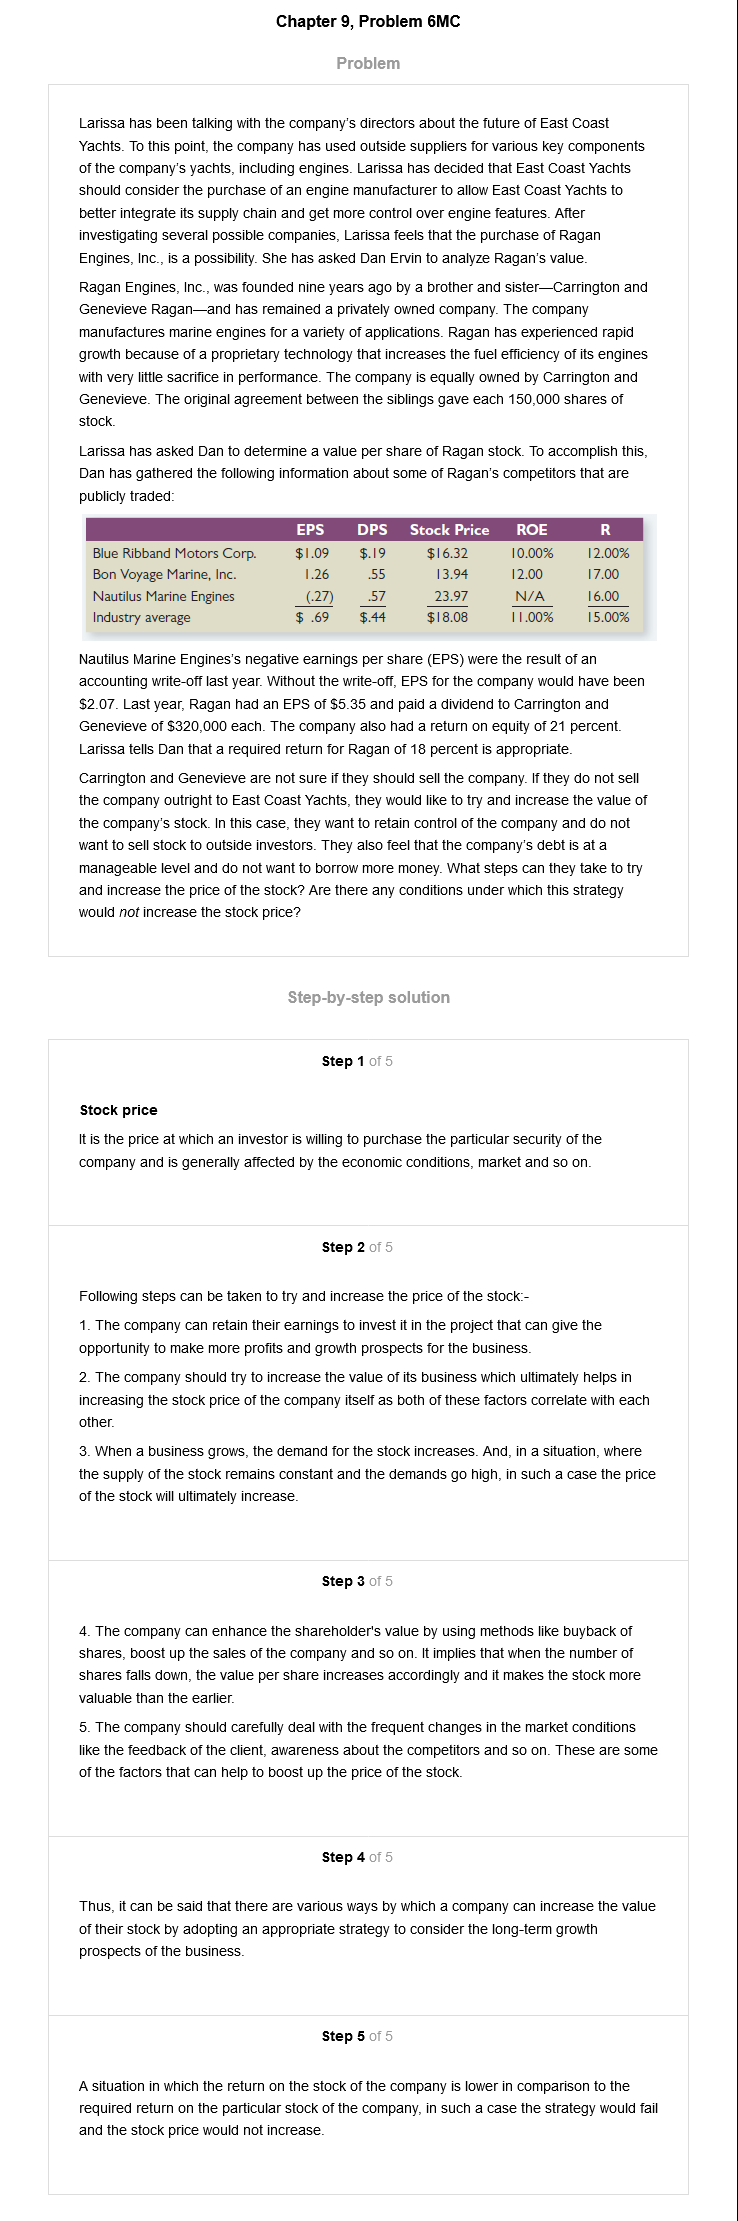 Chapter 9, Problem 6MC
Problem
Larissa has been talking with the company's directors about the future of East Coast
Yachts. To this point, the company has used outside suppliers for various key components
of the company's yachts, including engines. Larissa has decided that East Coast Yachts
should consider the purchase of an engine manufacturer to allow East Coast Yachts to
better integrate its supply chain and get more control over engine features. After
investigating several possible companies, Larissa feels that the purchase of Ragan
Engines, Inc., is a possibility. She has asked Dan Ervin to analyze Ragan's value.
Ragan Engines, Inc., was founded nine years ago by a brother and sister—Carrington and
Genevieve Ragan—and has remained a privately owned company. The company
manufactures marine engines for a variety of applications. Ragan has experienced rapid
growth because of a proprietary technology that increases the fuel efficiency of its engines
with very little sacrifice in performance. The company is equally owned by Carrington and
Genevieve. The original agreement between the siblings gave each 150,000 shares of
stock.
Larissa has asked Dan to determine a value per share of Ragan stock. To accomplish this,
Dan has gathered the following information about some of Ragan's competitors that are
publicly traded:
EPS DPS Stock Price ROE R
Blue Ribband Motors Corp. $1.09 $.19 $16.32 10.00% 12.00%
Bon Voyage Marine, Inc. 1.26 .55 13.94 12.00 17.00
Nautilus Marine Engines (.27) .57 23.97 N/A 16.00
Industry average $ .69 $.44 $18.08 11.00% 15.00%
Nautilus Marine Engines's negative earnings per share (EPS) were the result of an
accounting write-off last year. Without the write-off, EPS for the company would have been
$2.07. Last year, Ragan had an EPS of $5.35 and paid a dividend to Carrington and
Genevieve of $320,000 each. The company also had a return on equity of 21 percent.
Larissa tells Dan that a required return for Ragan of 18 percent is appropriate.
Carrington and Genevieve are not sure if they should sell the company. If they do not sell
the company outright to East Coast Yachts, they would like to try and increase the value of
the company's stock. In this case, they want to retain control of the company and do not
want to sell stock to outside investors. They also feel that the company's debt is at a
manageable level and do not want to borrow more money. What steps can they take to try
and increase the price of the stock? Are there any conditions under which this strategy
would not increase the stock price?
Step-by-step solution
Step 1 of 5
Stock price
It is the price at which an investor is willing to purchase the particular security of the
company and is generally affected by the economic conditions, market and so on.
Step 2 of 5
Following steps can be taken to try and increase the price of the stock:-
1. The company can retain their earnings to invest it in the project that can give the
opportunity to make more profits and growth prospects for the business.
2. The company should try to increase the value of its business which ultimately helps in
increasing the stock price of the company itself as both of these factors correlate with each
other.
3. When a business grows, the demand for the stock increases. And, in a situation, where
the supply of the stock remains constant and the demands go high, in such a case the price
of the stock will ultimately increase.
Step 3 of 5
4. The company can enhance the shareholder's value by using methods like buyback of
shares, boost up the sales of the company and so on. It implies that when the number of
shares falls down, the value per share increases accordingly and it makes the stock more
valuable than the earlier.
5. The company should carefully deal with the frequent changes in the market conditions
like the feedback of the client, awareness about the competitors and so on. These are some
of the factors that can help to boost up the price of the stock.
Step 4 of 5
Thus, it can be said that there are various ways by which a company can increase the value
of their stock by adopting an appropriate strategy to consider the long-term growth
prospects of the business.
Step 5 of 5
A situation in which the return on the stock of the company is lower in comparison to the
required return on the particular stock of the company, in such a case the strategy would fail
and the stock price would not increase.